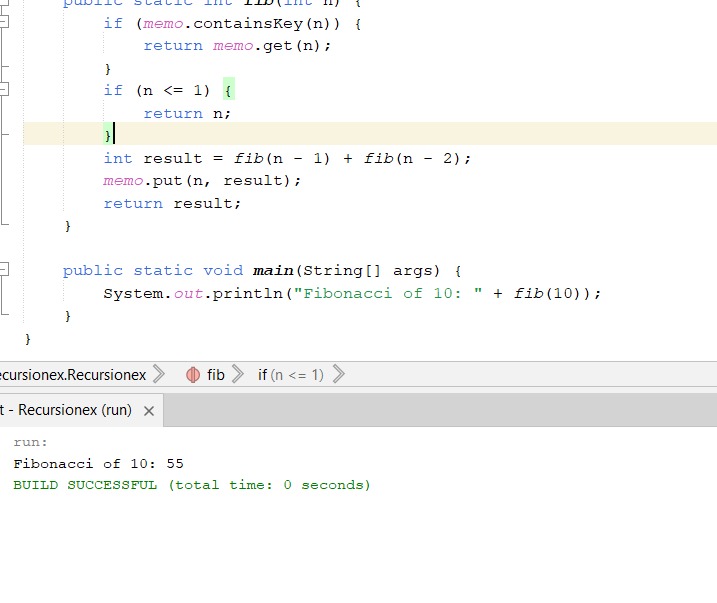 public static int fib(int n) {
if (memo.containsKey(n)) {
return memo.get(n);
}
if (n <= 1) {
return n;
}
int result = fib(n - 1) + fib(n - 2);
memo.put(n, result);
return result;
}
public static void main(String[] args) {
System.out.println("Fibonacci of 10: " + fib(10));
}
}
ecursionex.Recursionex fib if (n <= 1)
t - Recursionex (run)
run:
Fibonacci of 10: 55
BUILD SUCCESSFUL (total time: 0 seconds)